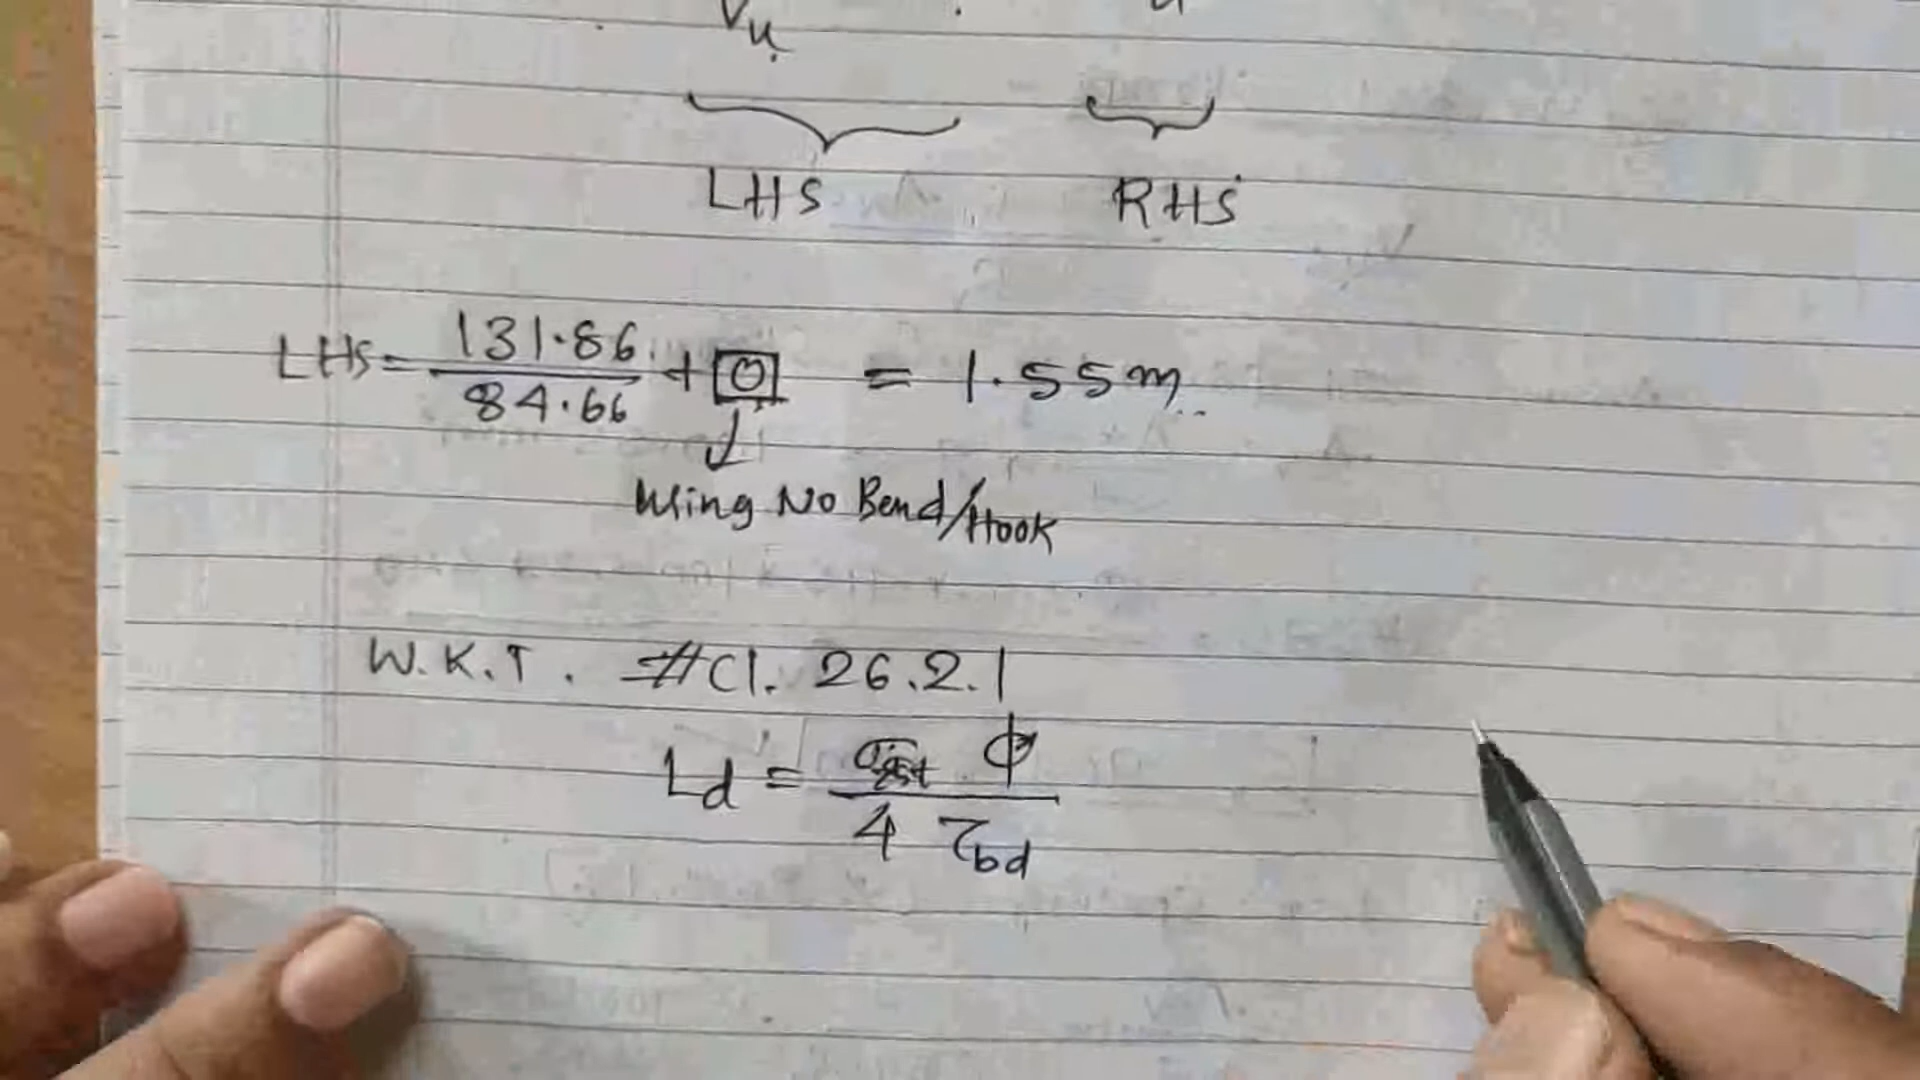 Vu
LHS RHS
LHS = 131.86 / 84.66 + 0 = 1.55m
Using No Bend/Hook
W.K.T. #Cl. 26.2.1
Ld = σst φ / 4 τbd